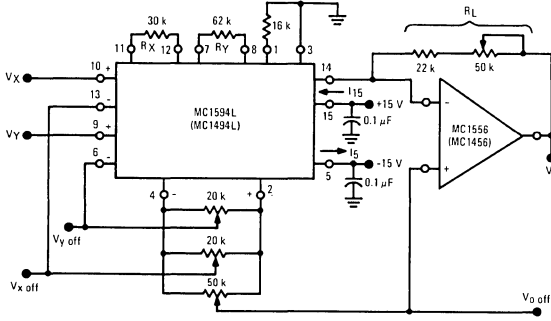 RL
30 k
62 k
16 k
RX
RY
11
12
7
8
1
3
22 k
50 k
VX
10 +
14
13 -
MC1594L
(MC1494L)
I15
15
+15 V
0.1 μF
VY
9 +
6 -
I5
-15 V
5
0.1 μF
-
MC1556
(MC1456)
+
V
4 -
+ 2
20 k
Vy off
20 k
Vx off
50 k
Vo off